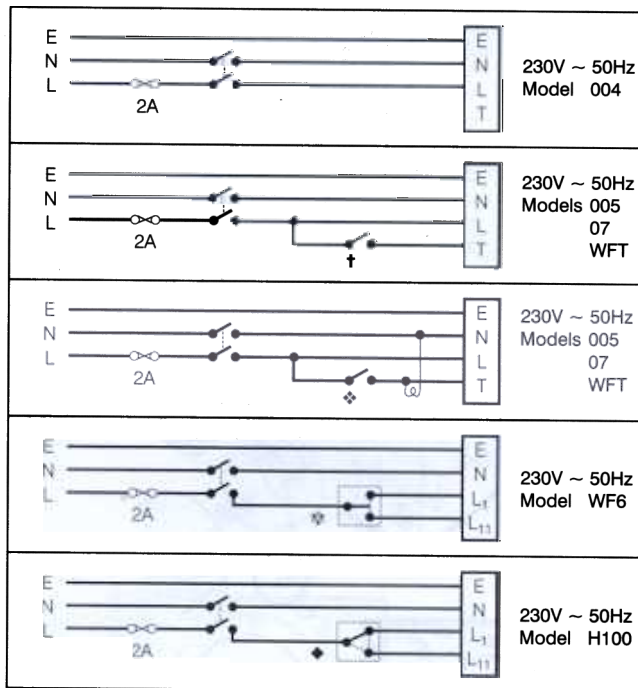 E
N
L
2A
E
N
L
T
230V ~ 50Hz
Model 004
E
N
L
2A
†
E
N
L
T
230V ~ 50Hz
Models 005
07
WFT
E
N
L
2A
❖
E
N
L
T
230V ~ 50Hz
Models 005
07
WFT
E
N
L
2A
E
N
L1
L11
230V ~ 50Hz
Model WF6
E
N
L
2A
◆
E
N
L1
L11
230V ~ 50Hz
Model H100